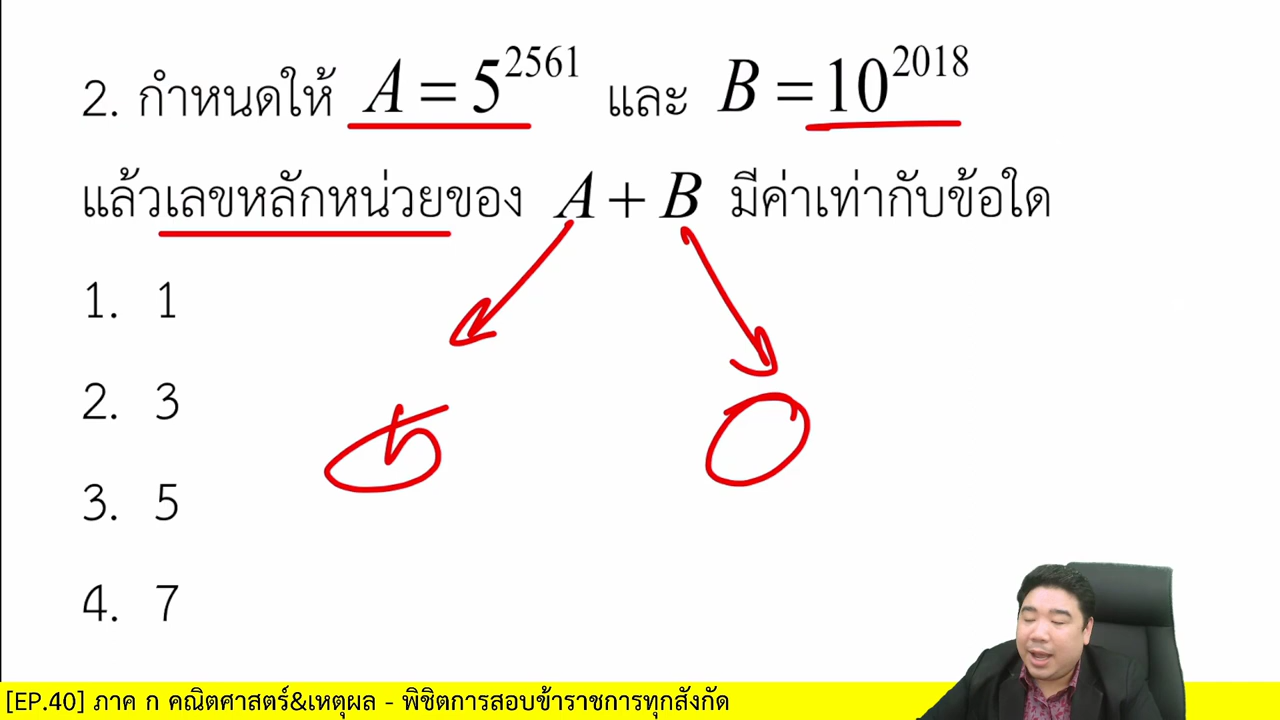 2. กำหนดให้ A = 5^2561 และ B = 10^2018
แล้วเลขหลักหน่วยของ A + B มีค่าเท่ากับข้อใด
1. 1
2. 3
3. 5
4. 7
5 0
[EP.40] ภาค ก คณิตศาสตร์&เหตุผล - พิชิตการสอบข้าราชการทุกสังกัด